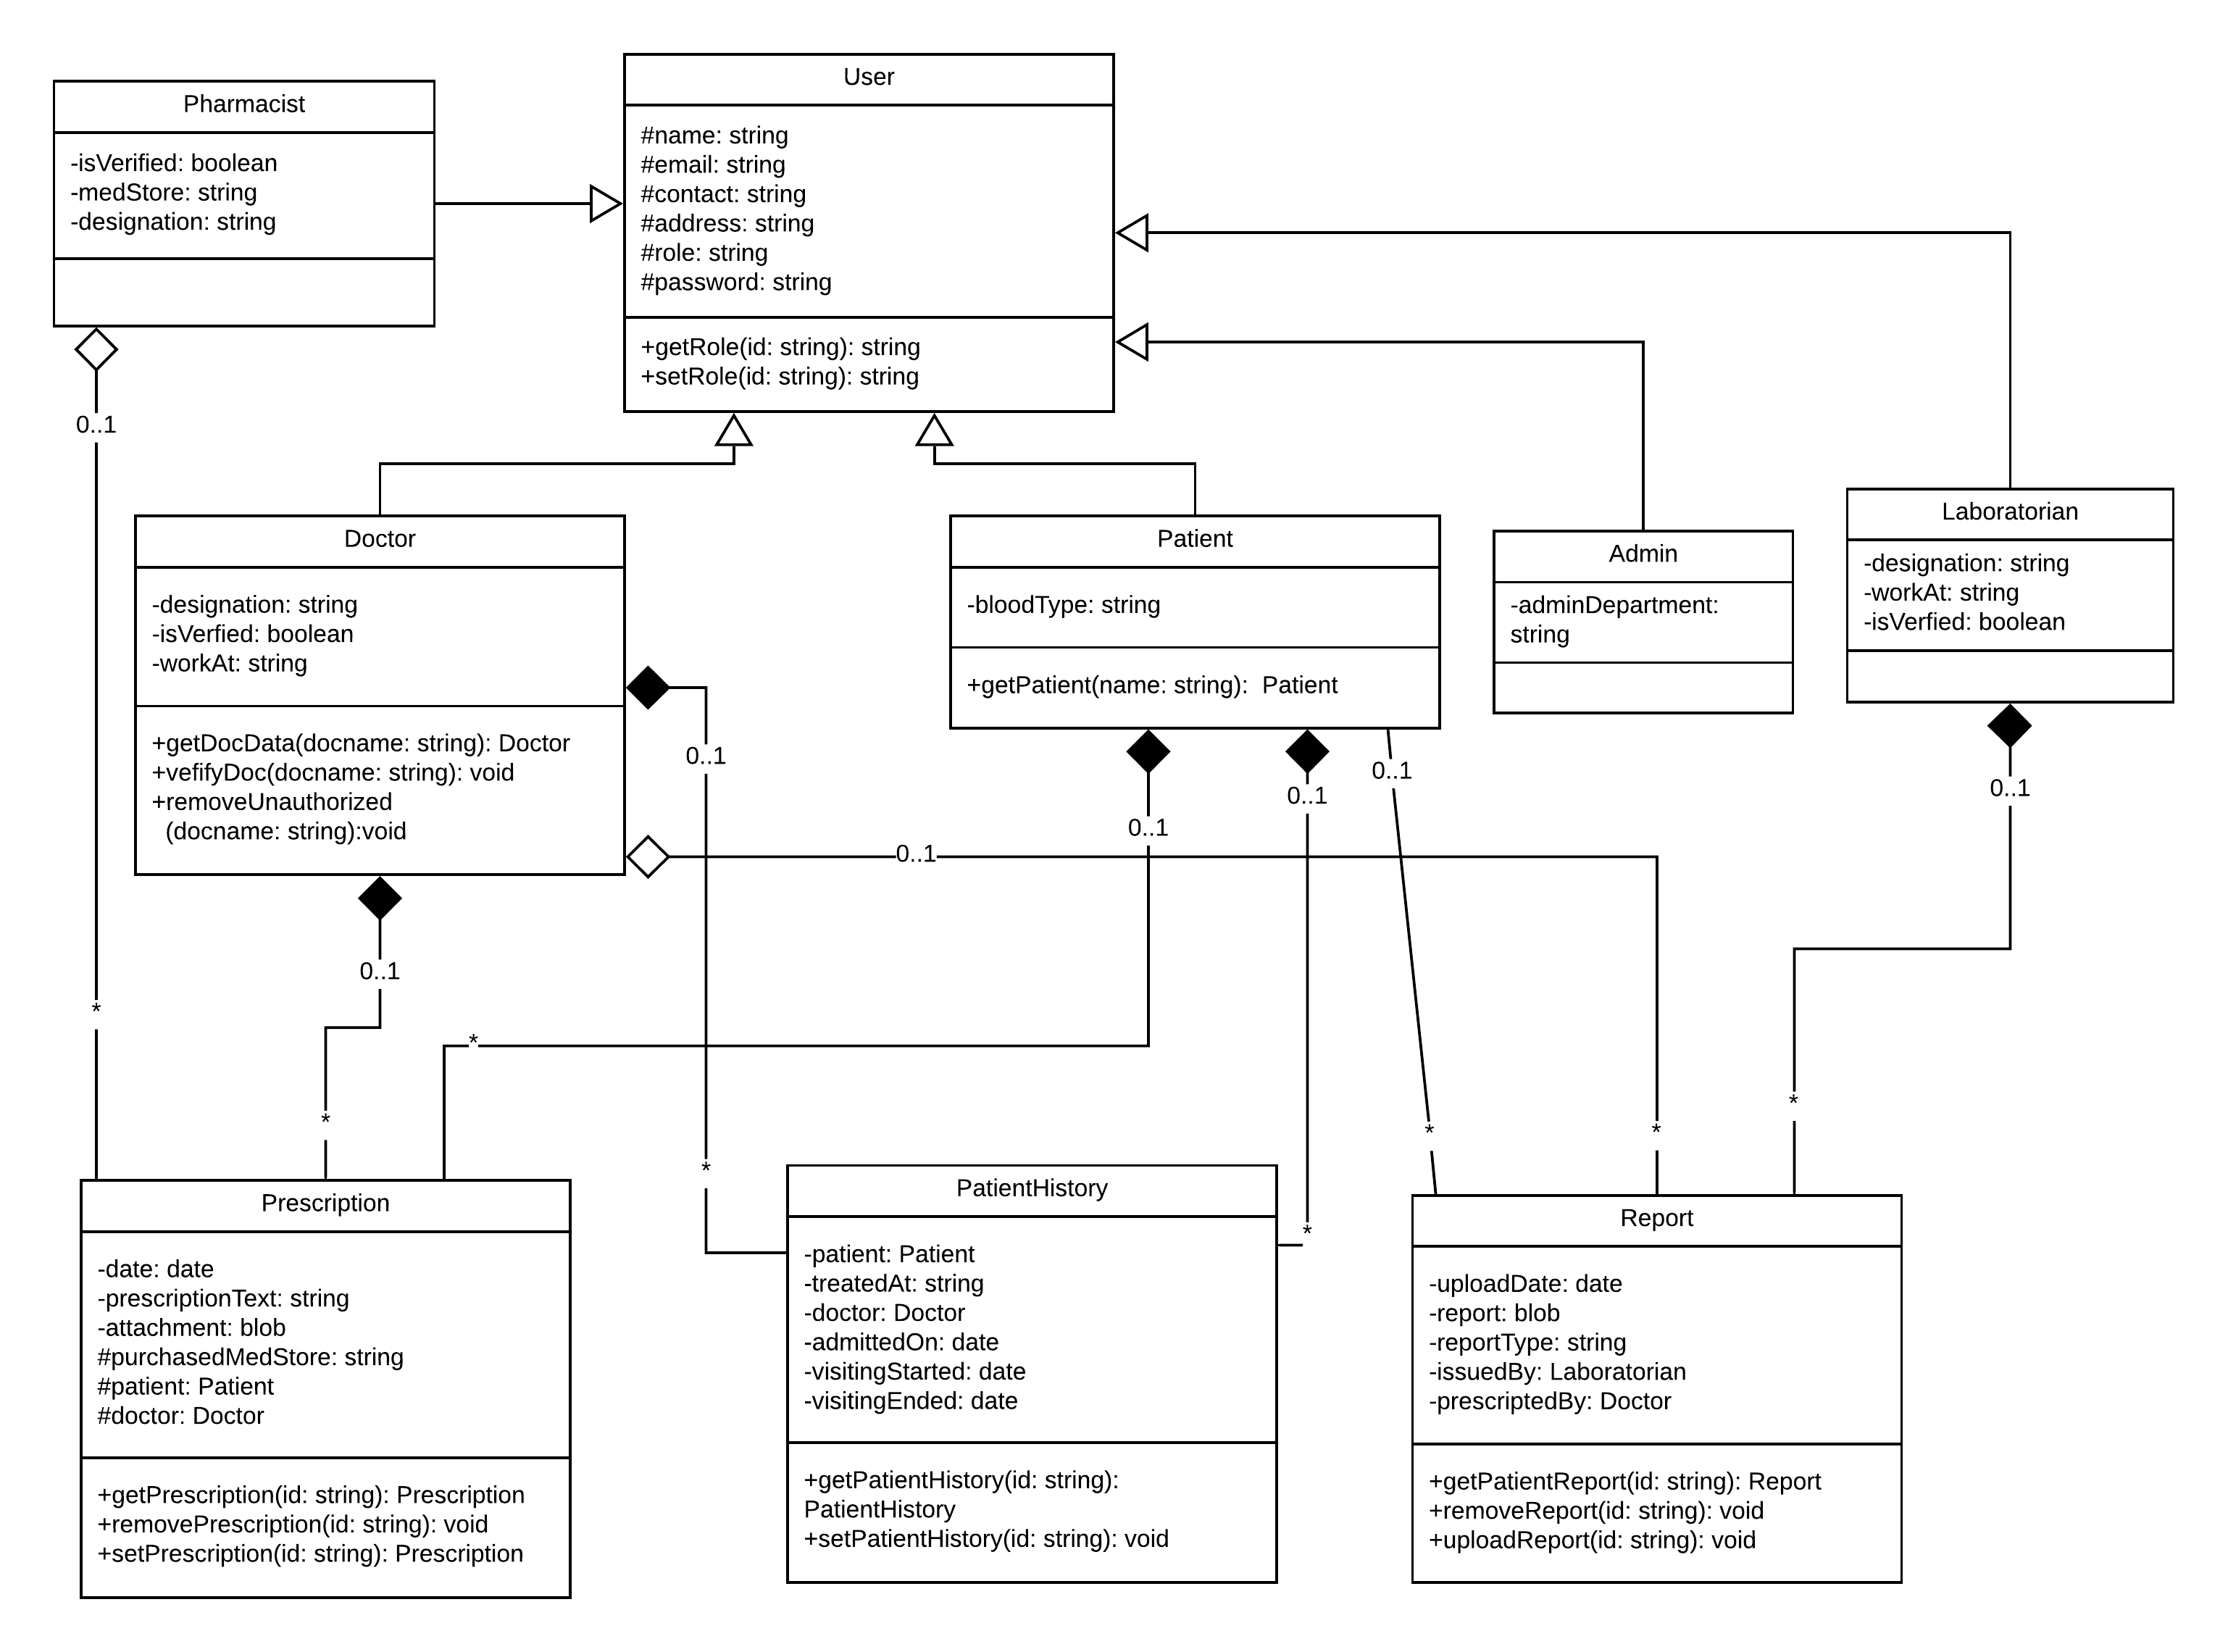 User
#name: string
#email: string
#contact: string
#address: string
#role: string
#password: string
+getRole(id: string): string
+setRole(id: string): string
Pharmacist
-isVerified: boolean
-medStore: string
-designation: string
0..1
*
Doctor
-designation: string
-isVerfied: boolean
-workAt: string
+getDocData(docname: string): Doctor
+vefifyDoc(docname: string): void
+removeUnauthorized
(docname: string):void
0..1
*
0..1
*
0..1
*
Patient
-bloodType: string
+getPatient(name: string):  Patient
0..1
*
0..1
*
0..1
*
Admin
-adminDepartment:
string
Laboratorian
-designation: string
-workAt: string
-isVerfied: boolean
0..1
*
Prescription
-date: date
-prescriptionText: string
-attachment: blob
#purchasedMedStore: string
#patient: Patient
#doctor: Doctor
+getPrescription(id: string): Prescription
+removePrescription(id: string): void
+setPrescription(id: string): Prescription
PatientHistory
-patient: Patient
-treatedAt: string
-doctor: Doctor
-admittedOn: date
-visitingStarted: date
-visitingEnded: date
+getPatientHistory(id: string):
PatientHistory
+setPatientHistory(id: string): void
Report
-uploadDate: date
-report: blob
-reportType: string
-issuedBy: Laboratorian
-prescriptedBy: Doctor
+getPatientReport(id: string): Report
+removeReport(id: string): void
+uploadReport(id: string): void